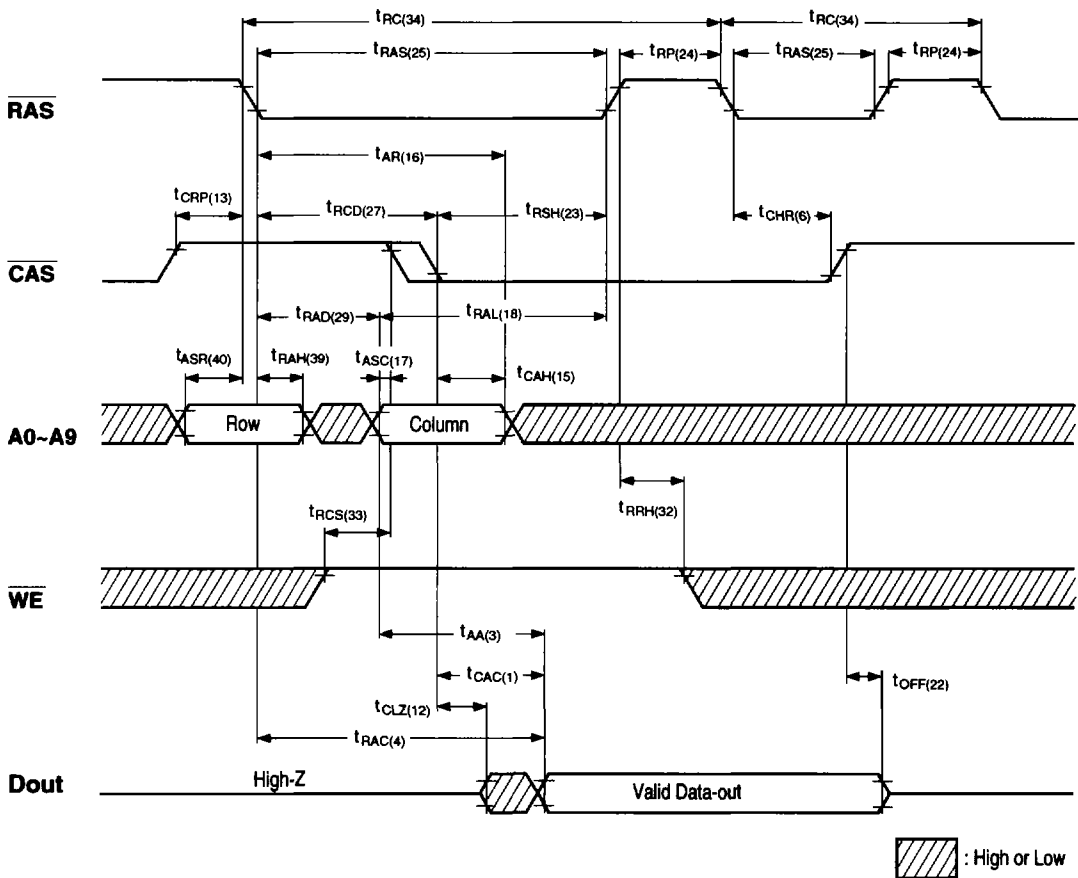 tRC(34) tRC(34)
tRAS(25) tRP(24) tRAS(25) tRP(24)
RAS
tAR(16)
tCRP(13) tRCD(27) tRSH(23) tCHR(6)
CAS
tRAD(29) tRAL(18)
tASR(40) tRAH(39) tASC(17) tCAH(15)
A0~A9 Row Column
tRCS(33) tRRH(32)
WE
tAA(3)
tCAC(1) tOFF(22)
tCLZ(12)
tRAC(4)
Dout High-Z Valid Data-out
: High or Low